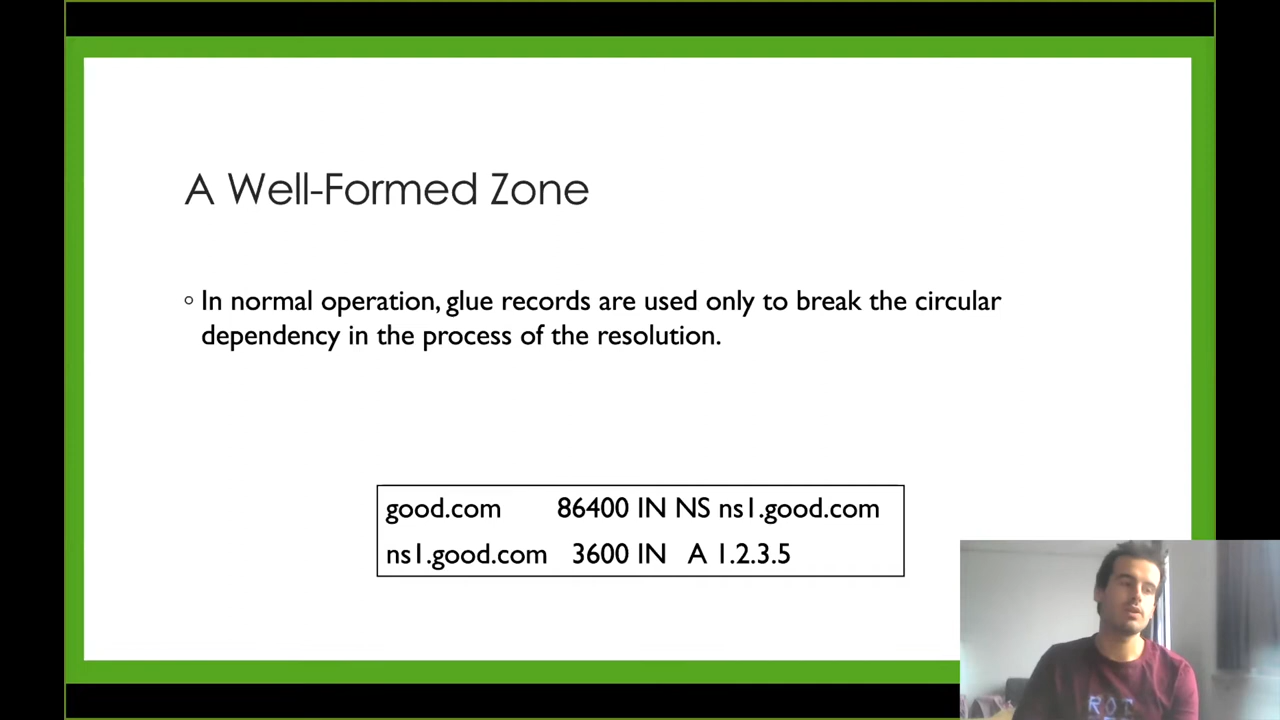 A Well-Formed Zone
In normal operation, glue records are used only to break the circular
dependency in the process of the resolution.
good.com 86400 IN NS ns1.good.com
ns1.good.com 3600 IN A 1.2.3.5